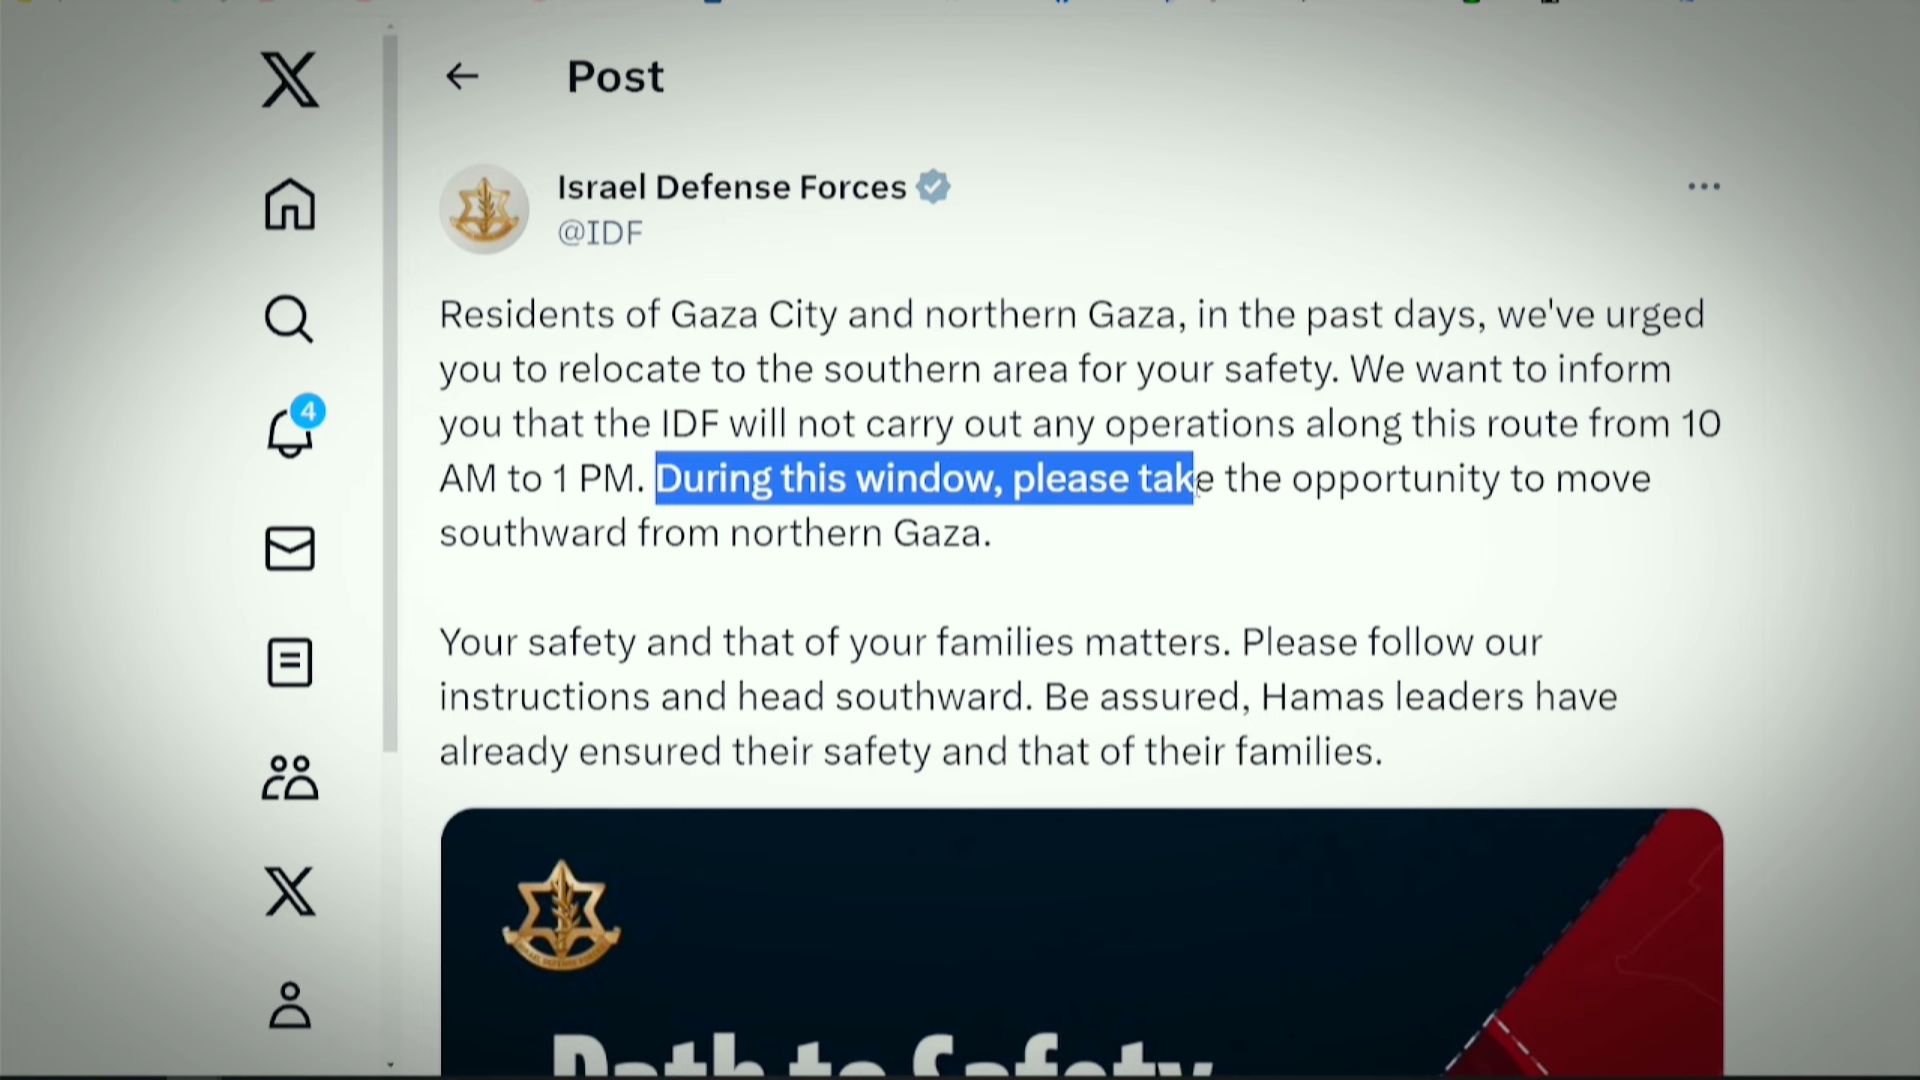 Post
Israel Defense Forces
@IDF
4
Residents of Gaza City and northern Gaza, in the past days, we've urged
you to relocate to the southern area for your safety. We want to inform
you that the IDF will not carry out any operations along this route from 10
AM to 1 PM. During this window, please take the opportunity to move
southward from northern Gaza.
Your safety and that of your families matters. Please follow our
instructions and head southward. Be assured, Hamas leaders have
already ensured their safety and that of their families.
Path to Safety